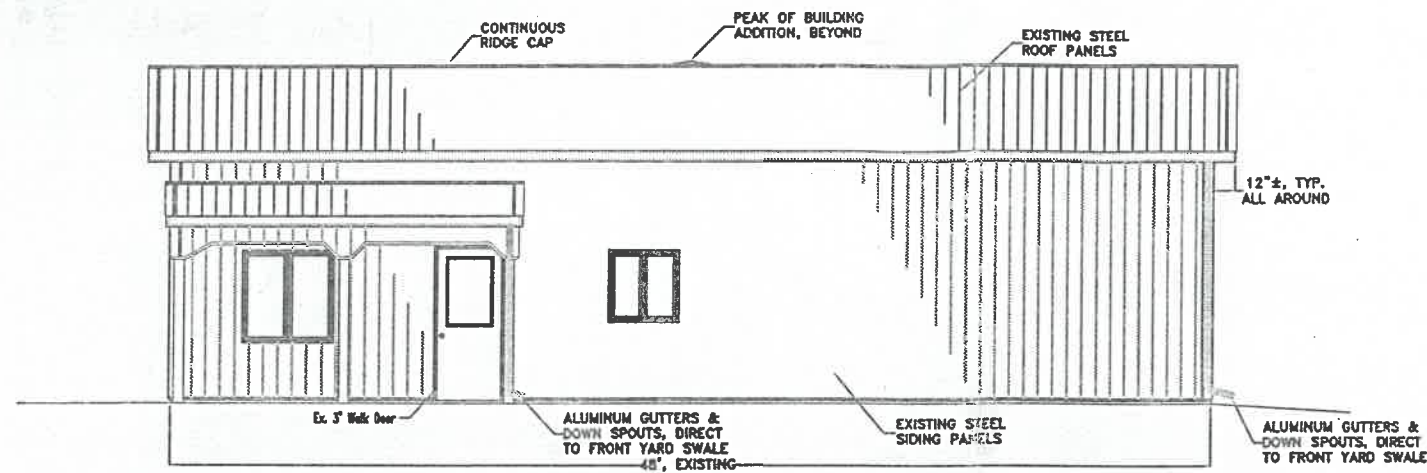 CONTINUOUS
RIDGE CAP
PEAK OF BUILDING
ADDITION, BEYOND
EXISTING STEEL
ROOF PANELS
12"±, TYP.
ALL AROUND
Ex. 3" Walk Door
ALUMINUM GUTTERS &
DOWN SPOUTS, DIRECT
TO FRONT YARD SWALE
EXISTING STEEL
SIDING PANELS
ALUMINUM GUTTERS &
DOWN SPOUTS, DIRECT
TO FRONT YARD SWALE
48", EXISTING